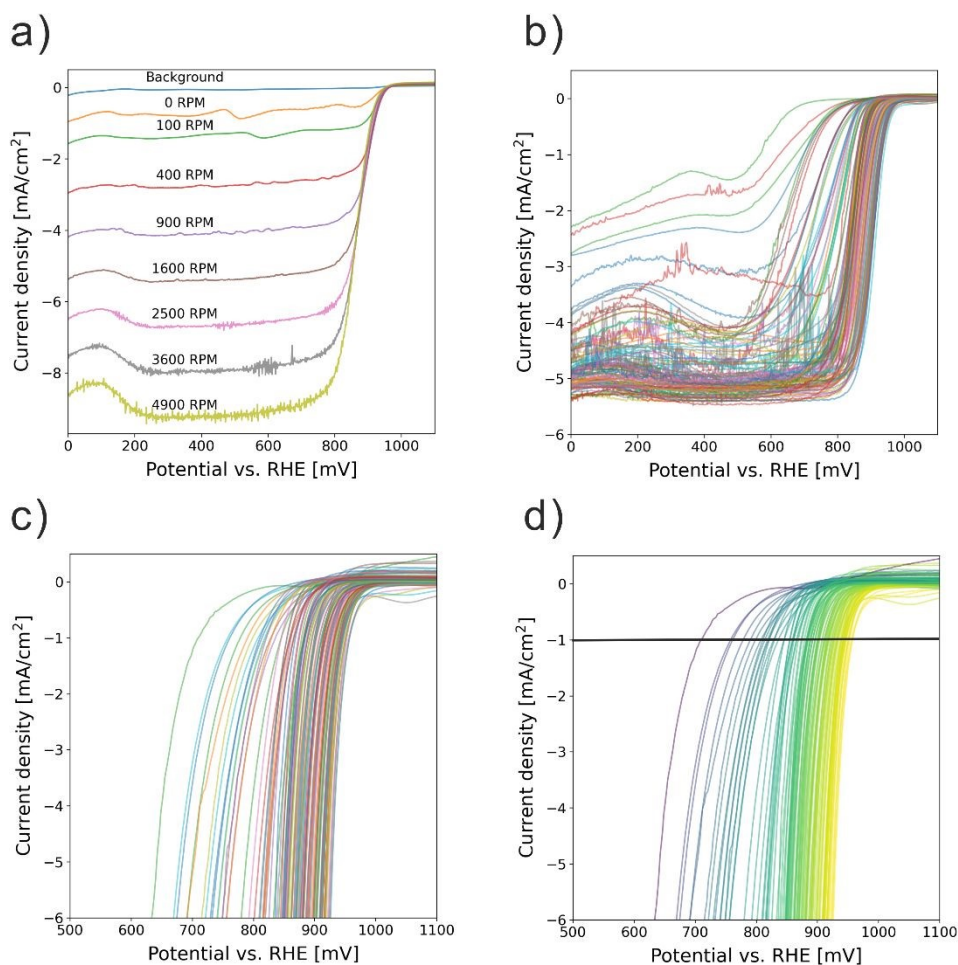 a)
Background
0 RPM
100 RPM
400 RPM
900 RPM
1600 RPM
2500 RPM
3600 RPM
4900 RPM
0
−2
−4
−6
−8
Current density [mA/cm²]
0 200 400 600 800 1000
Potential vs. RHE [mV]
b)
0
−1
−2
−3
−4
−5
−6
Current density [mA/cm²]
0 200 400 600 800 1000
Potential vs. RHE [mV]
c)
0
−1
−2
−3
−4
−5
−6
Current density [mA/cm²]
500 600 700 800 900 1000 1100
Potential vs. RHE [mV]
d)
0
−1
−2
−3
−4
−5
−6
Current density [mA/cm²]
500 600 700 800 900 1000 1100
Potential vs. RHE [mV]